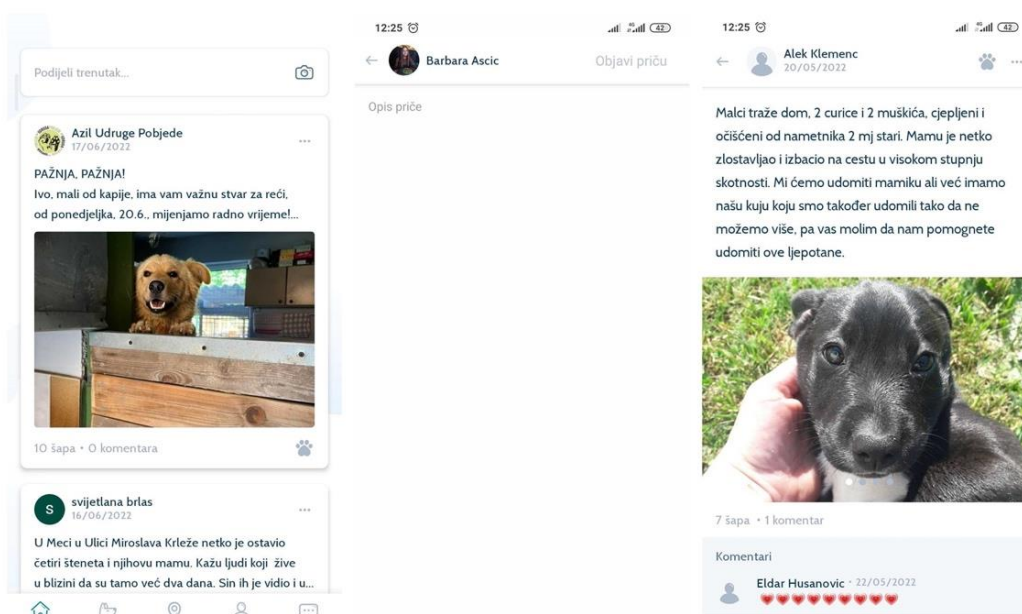 Podijeli trenutak...
Azil Udruge Pobjede
17/06/2022
PAŽNJA, PAŽNJA!
Ivo, mali od kapije, ima vam važnu stvar za reći,
od ponedjeljka, 20.6., mijenjamo radno vrijeme!...
10 šapa • 0 komentara
S
svijetlana brlas
16/06/2022
U Meci u Ulici Miroslava Krleže netko je ostavio
četiri šteneta i njihovu mamu. Kažu ljudi koji žive
u blizini da su tamo već dva dana. Sin ih je vidio i u...
12:25
4G
42
Barbara Ascic
Objavi priču
Opis priče
12:25
4G
42
Alek Klemenc
20/05/2022
Malci traže dom, 2 curice i 2 muškića, cjepljeni i
očišćeni od nametnika 2 mj stari. Mamu je netko
zlostavljao i izbacio na cestu u visokom stupnju
skotnosti. Mi ćemo udomiti mamiku ali već imamo
našu kuju koju smo također udomili tako da ne
možemo više, pa vas molim da nam pomognete
udomiti ove ljepotane.
7 šapa • 1 komentar
Komentari
Eldar Husanovic • 22/05/2022